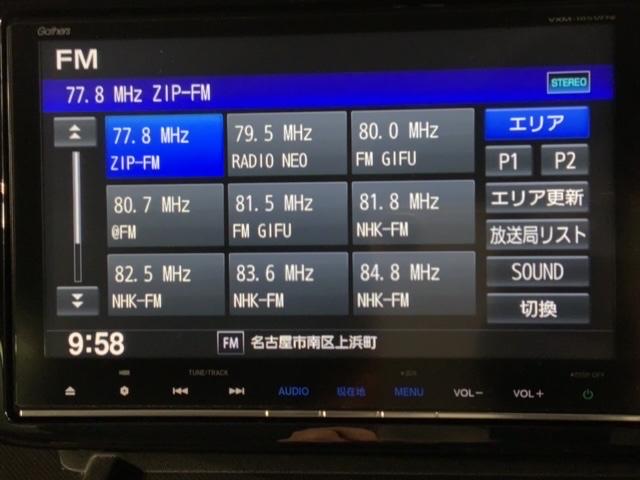 Gathers
FM
77.8 MHz ZIP-FM
STEREO
77.8 MHz
ZIP-FM
79.5 MHz
RADIO NEO
80.0 MHz
FM GIFU
エリア
P1
P2
80.7 MHz
@FM
81.5 MHz
FM GIFU
81.8 MHz
NHK-FM
エリア更新
放送局リスト
82.5 MHz
NHK-FM
83.6 MHz
NHK-FM
84.8 MHz
NHK-FM
SOUND
切換
9:58
FM 名古屋市南区上浜町
TUNE/TRACK
AUDIO
現在地
MENU
VOL−
VOL+